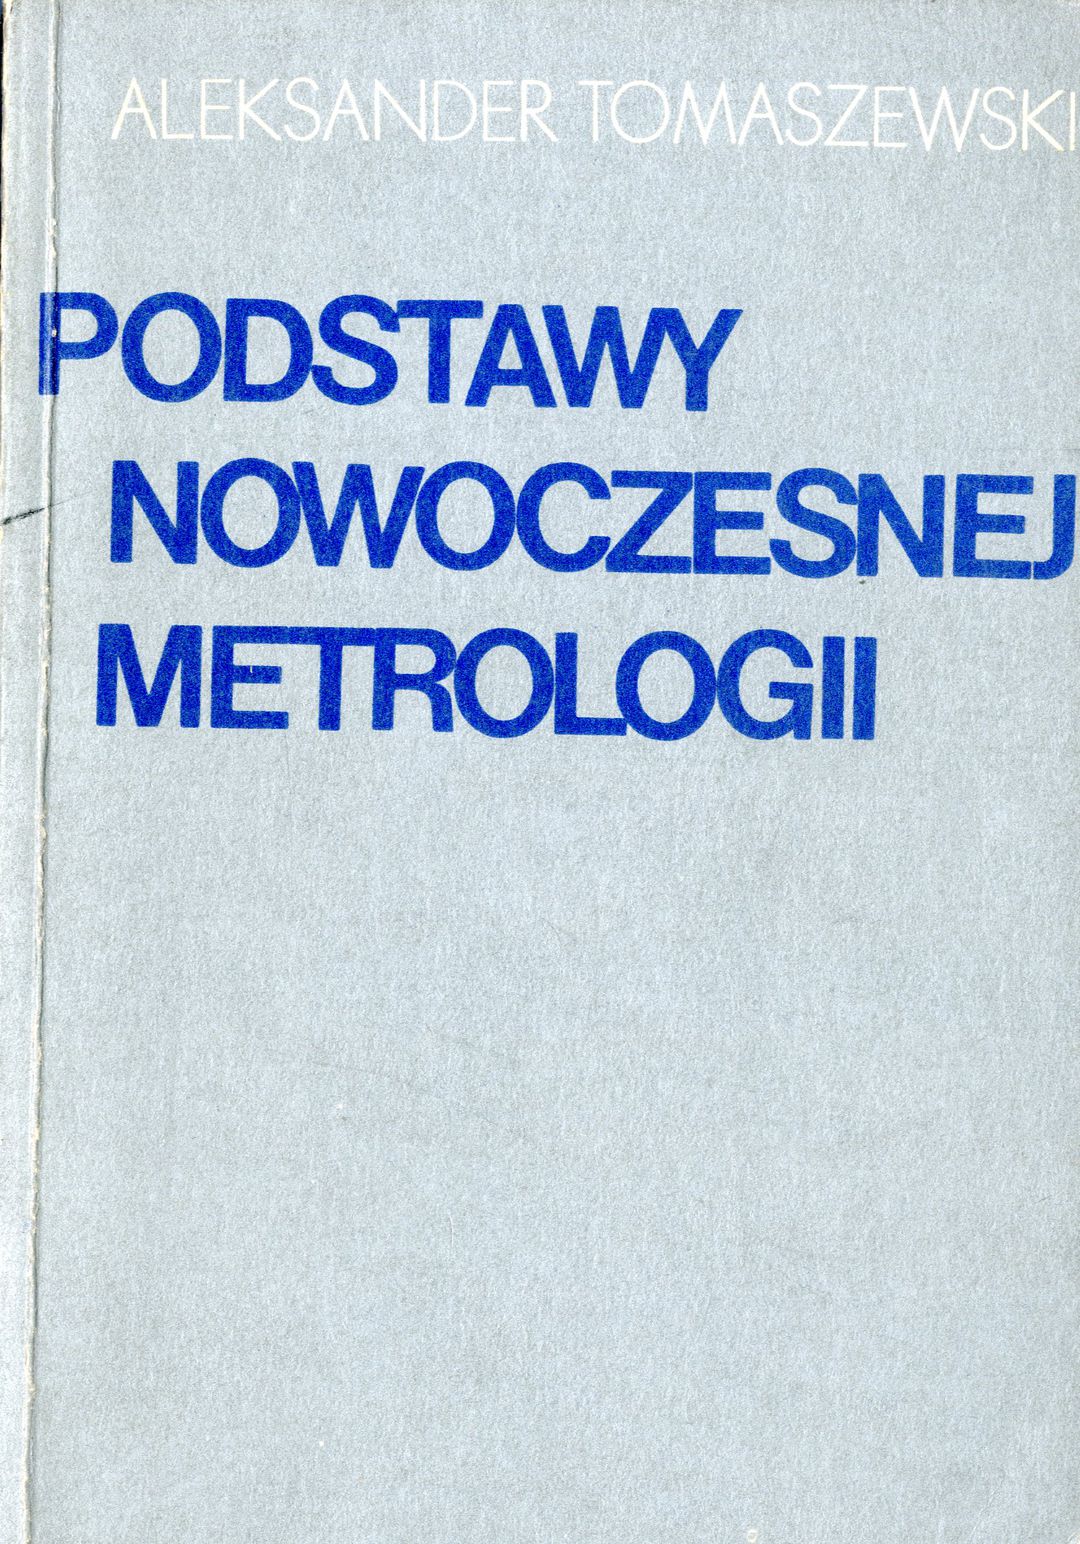 ALEKSANDER TOMASZEWSKI
PODSTAWY
NOWOCZESNEJ
METROLOGII